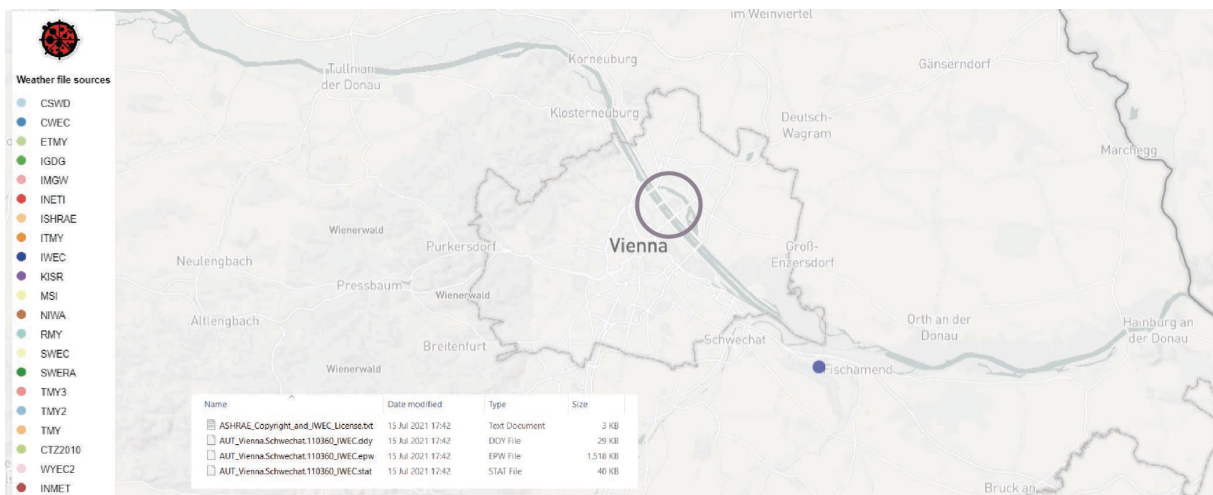 Weather file sources
CSWD
CWEC
ETMY
IGDG
IMGW
INETI
ISHRAE
ITMY
IWEC
KISR
MSI
NIWA
RMY
SWEC
SWERA
TMY3
TMY2
TMY
CTZ2010
WYEC2
INMET
im Weinviertel
Korneuburg
Gänserndorf
Tullnan
der Donau
Klosterneuburg
Deutsch-
Wagram
Marchegg
Wienerwald
Purkersdorf
Vienna
Groß-
Enzersdorf
Neulengbach
Pressbaum
Wienerwald
Altlengbach
Breitenfurt
Schwechat
Orth an der
Donau
Hainburg an
der Donau
Wienerwald
Fischamend
Bruck an
Name Date modified Type Size
ASHRAE_Copyright_and_IWEC_License.txt 15 Jul 2021 17:42 Text Document 3 KB
AUT_Vienna.Schwechat.110360_IWEC.ddy 15 Jul 2021 17:42 DDY File 29 KB
AUT_Vienna.Schwechat.110360_IWEC.epw 15 Jul 2021 17:42 EPW File 1,518 KB
AUT_Vienna.Schwechat.110360_IWEC.stat 15 Jul 2021 17:42 STAT File 40 KB